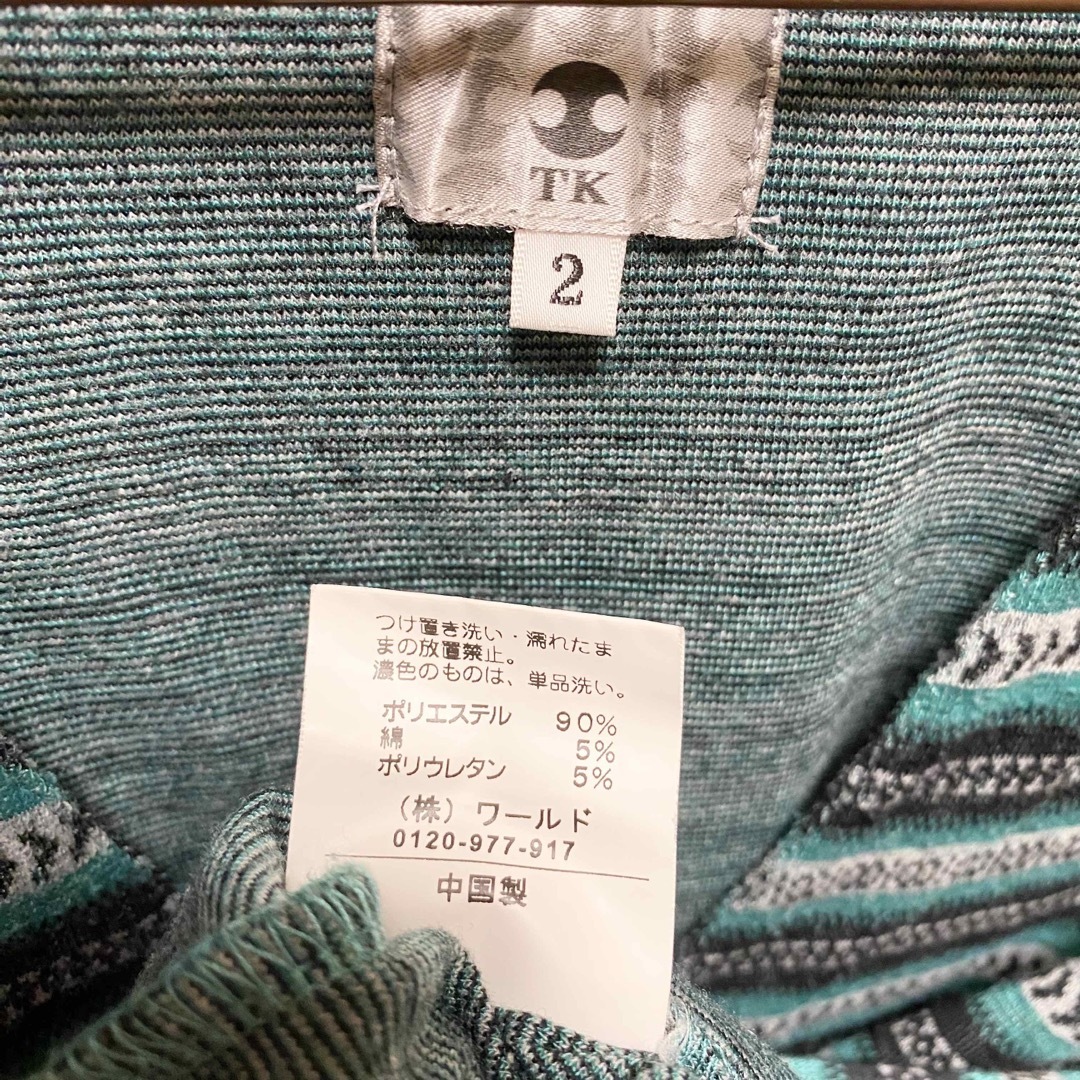 TK
2
つけ置き洗い・濡れたま
まの放置禁止。
濃色のものは、単品洗い。
ポリエステル 90%
綿 5%
ポリウレタン 5%
(株)ワールド
0120-977-917
中国製